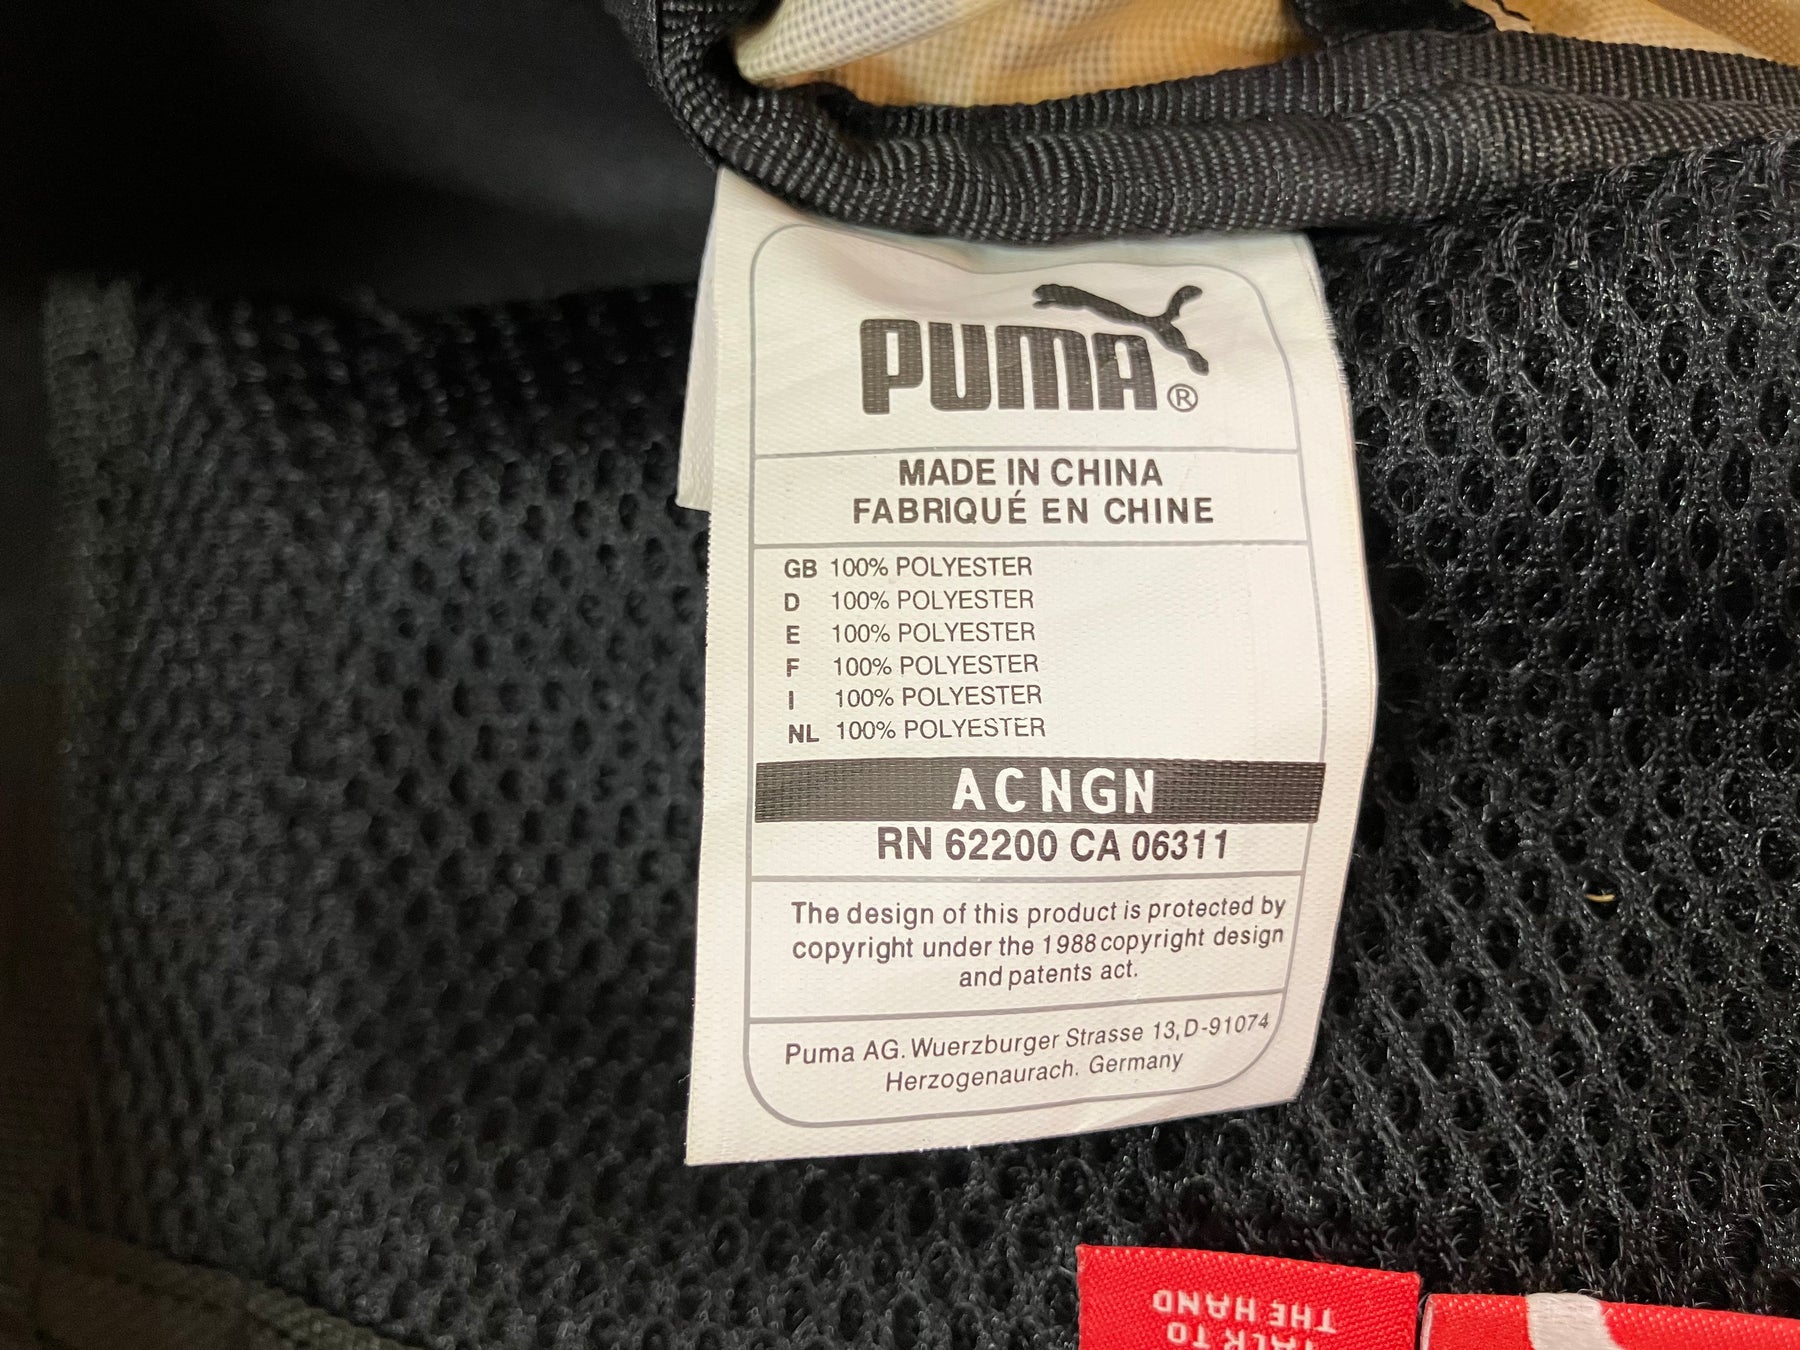 PUMA®
MADE IN CHINA
FABRIQUÉ EN CHINE
GB 100% POLYESTER
D 100% POLYESTER
E 100% POLYESTER
F 100% POLYESTER
I 100% POLYESTER
NL 100% POLYESTER
ACNGN
RN 62200 CA 06311
The design of this product is protected by
copyright under the 1988 copyright design
and patents act.
Puma AG. Wuerzburger Strasse 13, D-91074
Herzogenaurach. Germany
TALK TO
THE HAND